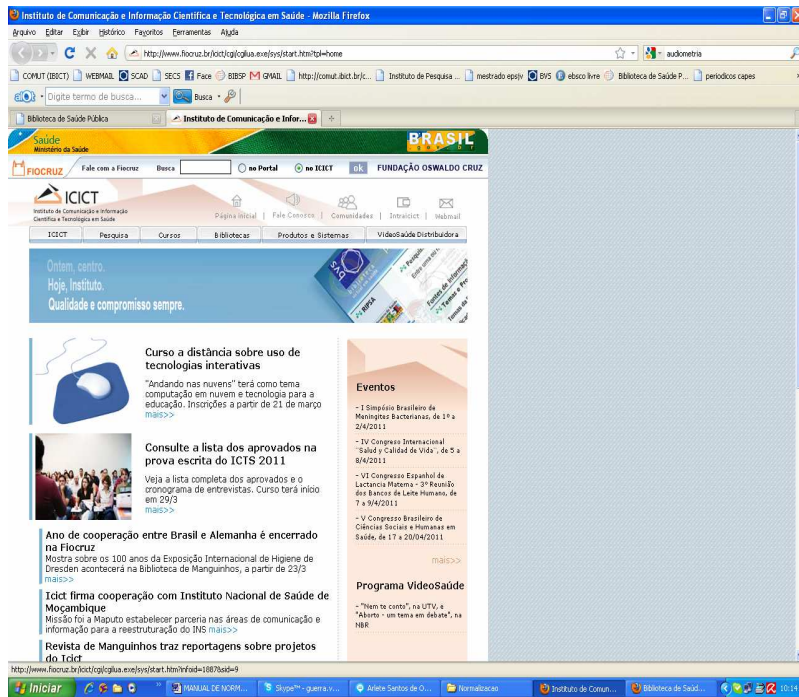 Instituto de Comunicação e Informação Científica e Tecnológica em Saúde - Mozilla Firefox
Arquivo Editar Exibir Histórico Favoritos Ferramentas Ajuda
http://www.fiocruz.br/icict/cgi/cgilua.exe/sys/start.htm?tpl=home
audiometria
COMUT (IBICT) WEBMAIL SCAD SECS Face BIBSP GMAIL http://comut.ibict.br/c... Instituto de Pesquisa ... mestrado epsjv BVS ebsco livre Biblioteca de Saúde P... periodicos capes
Digite termo de busca... Busca
Biblioteca de Saúde Pública
Instituto de Comunicação e Infor...
Saúde
Ministério da Saúde
BRASIL
FIOCRUZ
Fale com a Fiocruz Busca no Portal no ICICT ok FUNDAÇÃO OSWALDO CRUZ
ICICT
Instituto de Comunicação e Informação
Científica e Tecnológica em Saúde
Página Inicial | Fale Conosco | Comunidades | Intraicict | Webmail
ICICT Pesquisa Cursos Bibliotecas Produtos e Sistemas VideoSaúde Distribuidora
Ontem, centro.
Hoje, Instituto.
Qualidade e compromisso sempre.
BVS
RIPSA
Curso a distância sobre uso de
tecnologias interativas
"Andando nas nuvens" terá como tema
computação em nuvem e tecnologia para a
educação. Inscrições a partir de 21 de março
mais>>
Consulte a lista dos aprovados na
prova escrita do ICTS 2011
Veja a lista completa dos aprovados e o
cronograma de entrevistas. Curso terá início
em 29/3
mais>>
Ano de cooperação entre Brasil e Alemanha é encerrado
na Fiocruz
Mostra sobre os 100 anos da Exposição Internacional de Higiene de
Dresden acontecerá na Biblioteca de Manguinhos, a partir de 23/3
mais>>
Icict firma cooperação com Instituto Nacional de Saúde de
Moçambique
Missão foi a Maputo estabelecer parceria nas áreas de comunicação e
informação para a reestruturação do INS mais>>
Revista de Manguinhos traz reportagens sobre projetos
do Icict
Eventos
- I Simpósio Brasileiro de
Meningites Bacterianas, de 1º a
2/4/2011
- IV Congreso Internacional
¨Salud y Calidad de Vida¨, de 5 a
8/4/2011
- VI Congresso Espanhol de
Lactancia Materna - 3ª Reunião
dos Bancos de Leite Humano, de
7 a 9/4/2011
- V Congresso Brasileiro de
Ciências Sociais e Humanas em
Saúde, de 17 a 20/04/2011
mais>>
Programa VideoSaúde
- "Nem te conto", na UTV, e
"Aborto - um tema em debate", na
NBR
http://www.fiocruz.br/icict/cgi/cgilua.exe/sys/start.htm?infoid=1887&sid=9
Iniciar MANUAL DE NORM... Skype™ - guerra.v... Arlete Santos de O... Normalizacao Instituto de Comun... Biblioteca de Saúd... 10:14